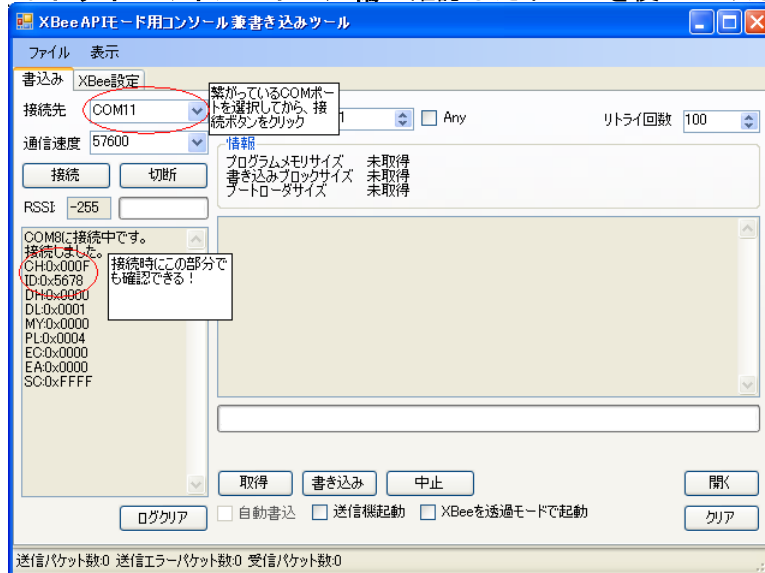 XBee APIモード用コンソール兼書き込みツール
ファイル 表示
書込み XBee設定
接続先 COM11
繋がっているCOMポー
トを選択してから、接
続ボタンをクリック
1 Any リトライ回数 100
通信速度 57600
接続 切断
RSSI: -255
情報
プログラムメモリサイズ 未取得
書き込みブロックサイズ 未取得
ブートローダサイズ 未取得
COM8に接続中です。
接続しました。
CH:0x000F
ID:0x5678
DH:0x0000
DL:0x0001
MY:0x0000
PL:0x0004
EC:0x0000
EA:0x0000
SC:0xFFFF
接続時にこの部分で
も確認できる!
取得 書き込み 中止 開く
ログクリア 自動書込 送信機起動 XBeeを透過モードで起動 クリア
送信パケット数:0 送信エラーパケット数:0 受信パケット数:0